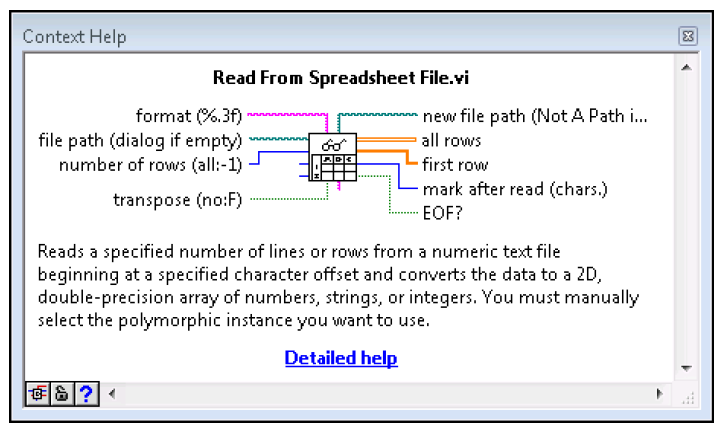 Context Help
Read From Spreadsheet File.vi
format (%.3f)
new file path (Not A Path i...
file path (dialog if empty)
all rows
number of rows (all:-1)
first row
mark after read (chars.)
transpose (no:F)
EOF?
Reads a specified number of lines or rows from a numeric text file
beginning at a specified character offset and converts the data to a 2D,
double-precision array of numbers, strings, or integers. You must manually
select the polymorphic instance you want to use.
Detailed help
?